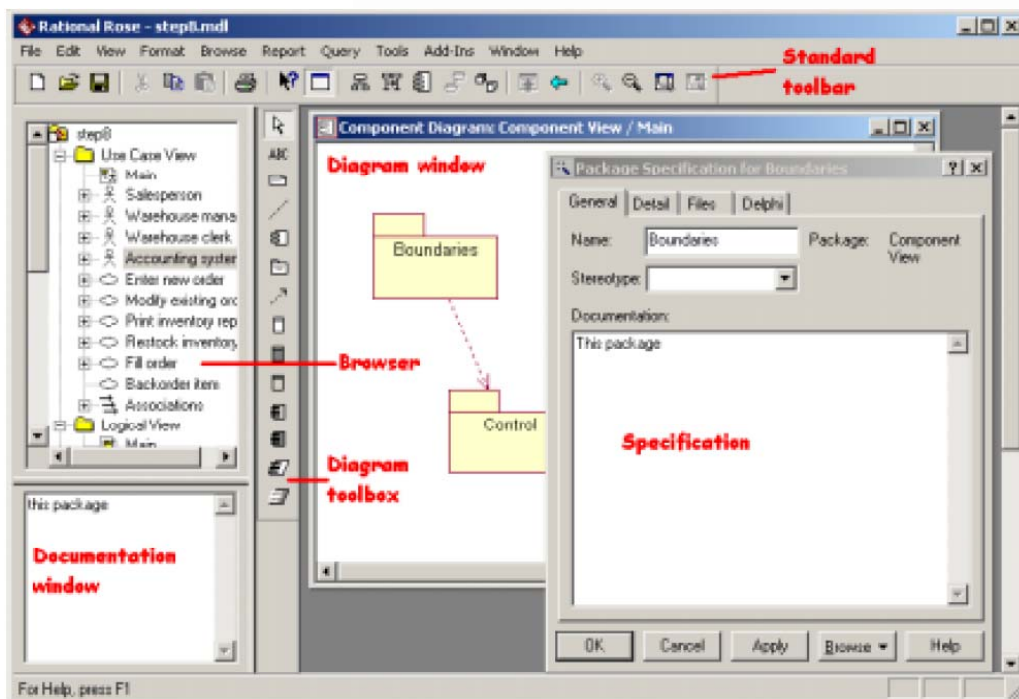 Rational Rose - step8.mdl
File Edit View Format Browse Report Query Tools Add-Ins Window Help
Standard
toolbar
step8
Use Case View
Main
Salesperson
Warehouse mana
Warehouse clerk
Accounting syster
Enter new order
Modify existing orc
Print inventory rep
Restock inventory
Fill order
Backorder item
Associations
Logical View
Main
Browser
ABC
Diagram
toolbox
Component Diagram: Component View / Main
Diagram window
Boundaries
Control
Package Specification for Boundaries
General Detail Files Delphi
Name: Boundaries Package: Component
View
Stereotype:
Documentation:
This package
Specification
OK Cancel Apply Browse Help
this package
Documentation
window
For Help, press F1